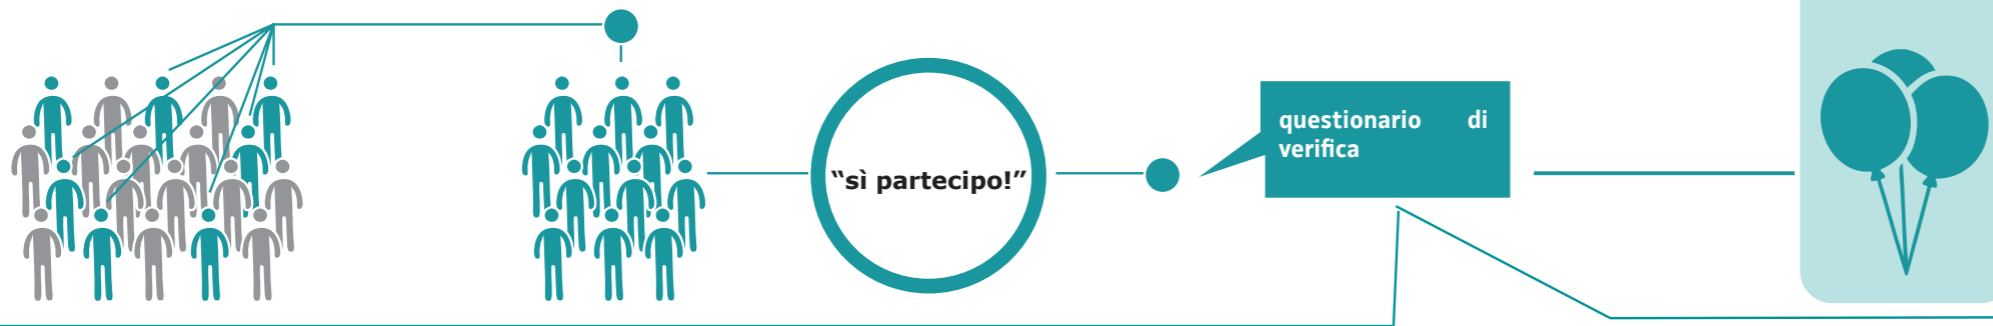 “sì partecipo!”
questionario di
verifica